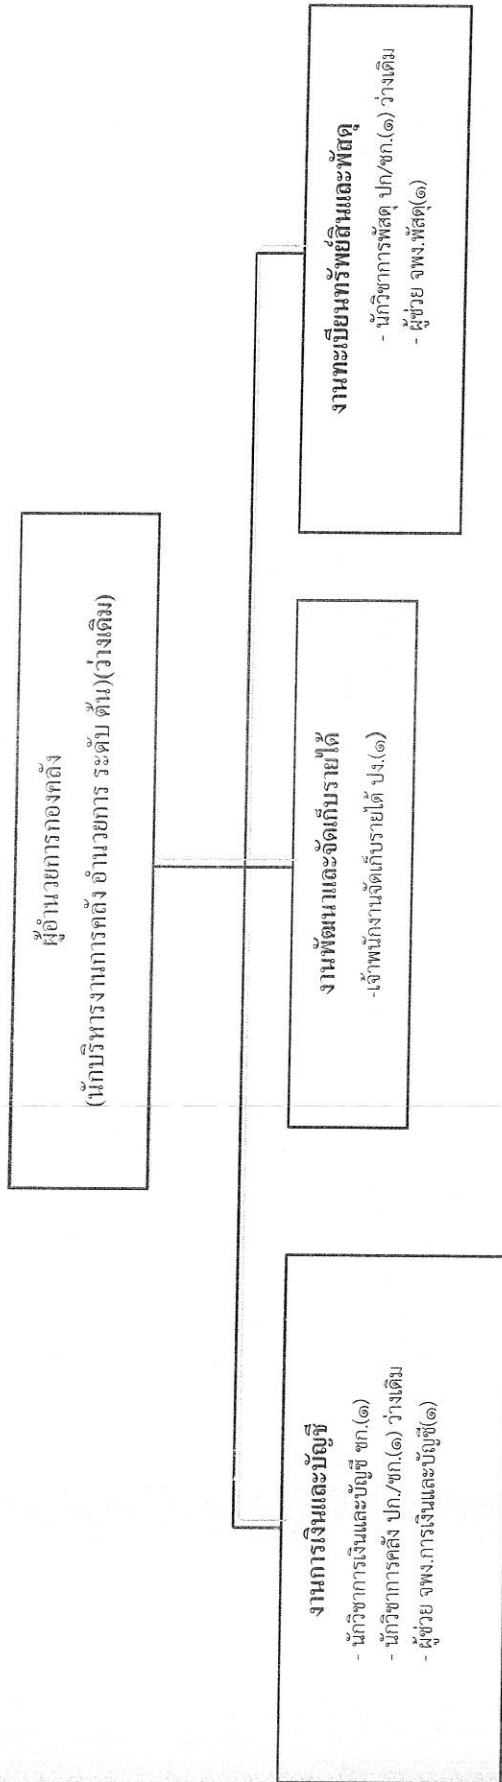 ผู้อำนวยการกองคลัง
(นักบริหารงานการคลัง อำนวยการ ระดับ ต้น)(ว่างเดิม)
งานการเงินและบัญชี
- นักวิชาการเงินและบัญชี ชก.(๑)
- นักวิชาการคลัง ปก./ชก.(๑) ว่างเดิม
- ผู้ช่วย จพง.การเงินและบัญชี(๑)
งานพัฒนาและจัดเก็บรายได้
-เจ้าพนักงานจัดเก็บรายได้ ปง.(๑)
งานทะเบียนทรัพย์สินและพัสดุ
- นักวิชาการพัสดุ ปก/ชก.(๑) ว่างเดิม
- ผู้ช่วย จพง.พัสดุ(๑)